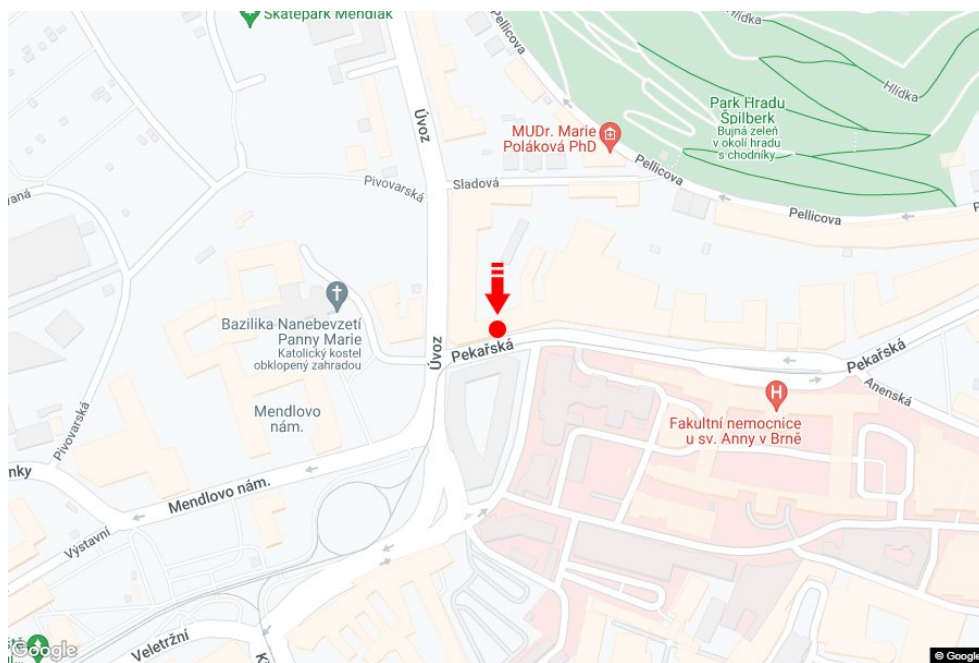 Skatepark Mendlák
Pellicova
Hlídka
Hlídka
Park Hradu
Špilberk
Bujná zeleň
v okolí hradu
s chodníky
MUDr. Marie
Poláková PhD
Úvoz
Pivovarská
Sladová
Pellicova
Pellicova
Bazilika Nanebevzetí
Panny Marie
Katolický kostel
obklopený zahradou
Úvoz
Pekařská
Pekařská
Anenská
Fakultní nemocnice
u sv. Anny v Brně
Mendlovo
nám.
Pivovarská
Mendlovo nám.
Výstavní
Veletržní
Google
© Google